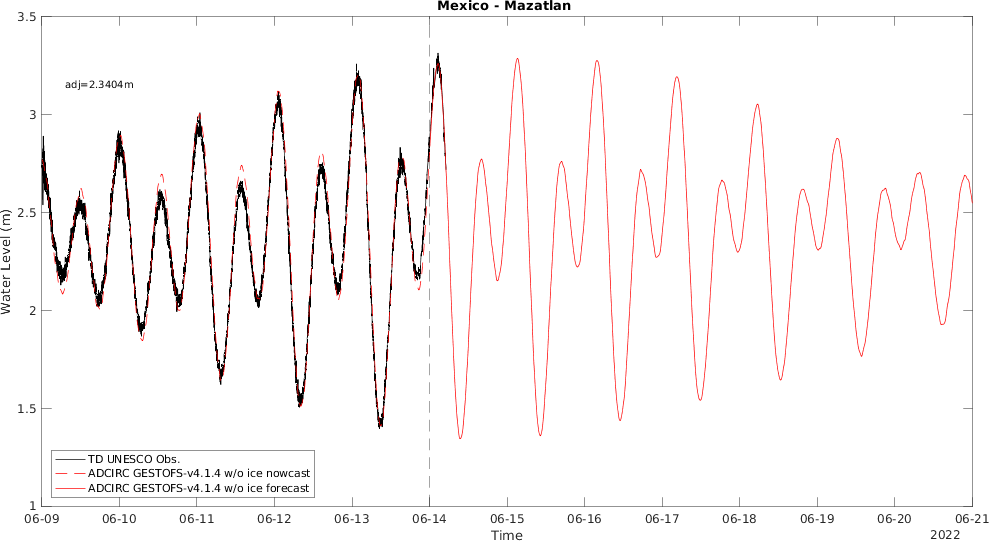 Mexico - Mazatlan
3.5
adj=2.3404m
3
2.5
Water Level (m)
2
1.5
TD UNESCO Obs.
ADCIRC GESTOFS-v4.1.4 w/o ice nowcast
ADCIRC GESTOFS-v4.1.4 w/o ice forecast
1
06-09 06-10 06-11 06-12 06-13 06-14 06-15 06-16 06-17 06-18 06-19 06-20 06-21
Time
2022